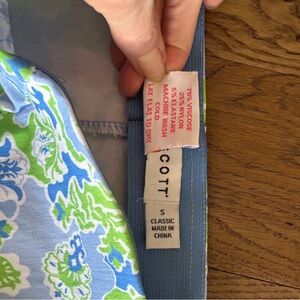 70% VISCOSE
25% NYLON
5% ELASTANE
MACHINE WASH
COLD
LAY FLAT TO DRY
COTT
S
CLASSIC
MADE IN
CHINA